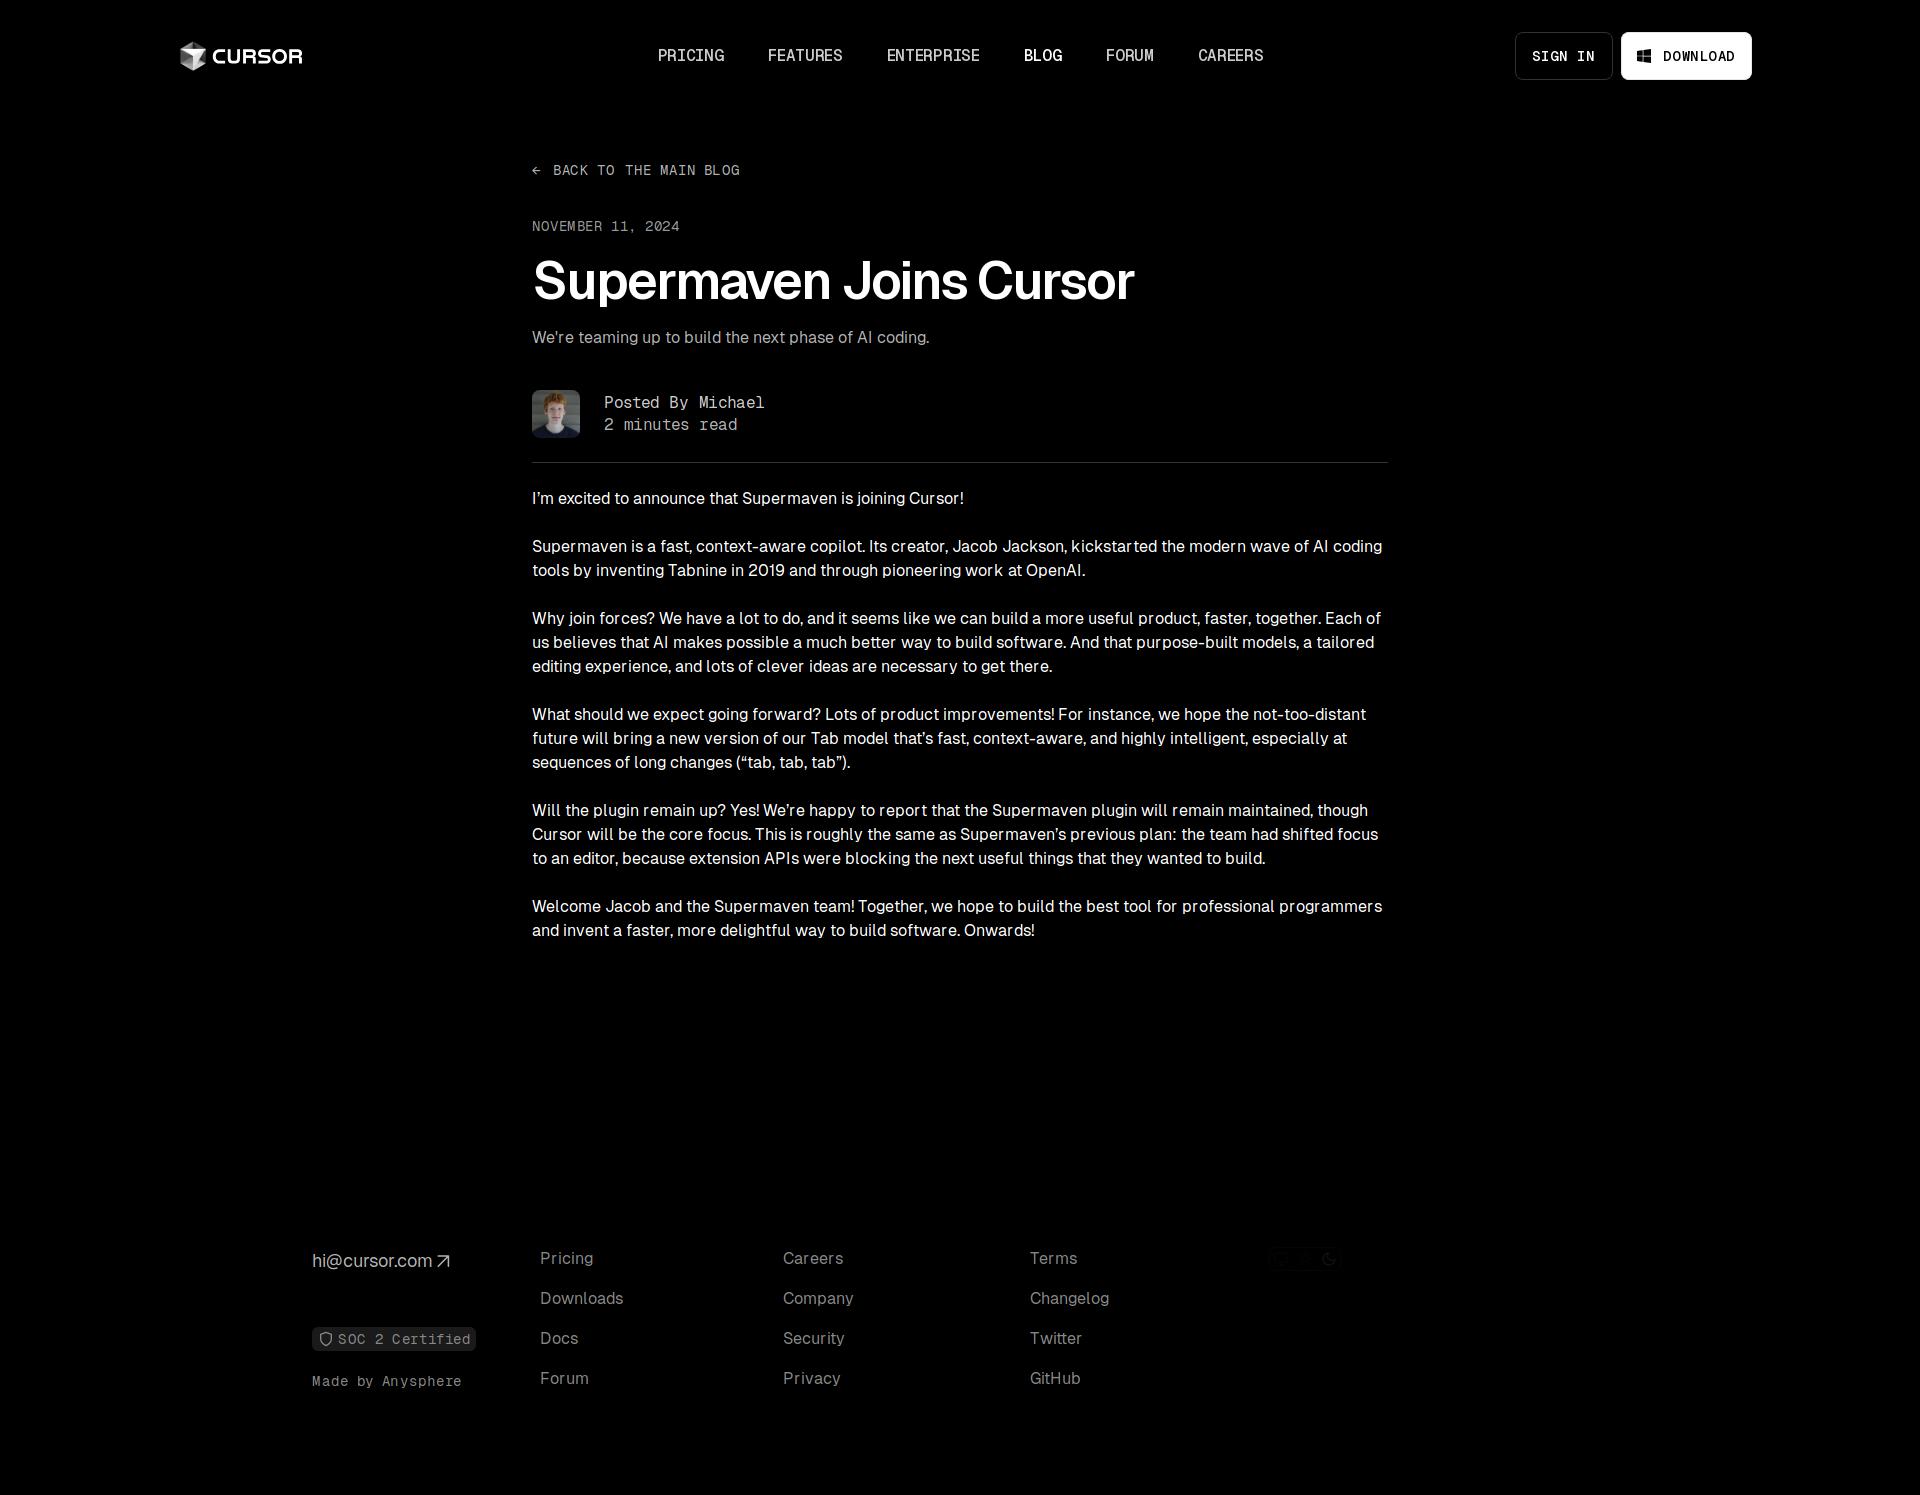 CURSOR
PRICING FEATURES ENTERPRISE BLOG FORUM CAREERS
SIGN IN DOWNLOAD
← BACK TO THE MAIN BLOG
NOVEMBER 11, 2024
Supermaven Joins Cursor
We're teaming up to build the next phase of AI coding.
Posted By Michael
2 minutes read
I’m excited to announce that Supermaven is joining Cursor!
Supermaven is a fast, context-aware copilot. Its creator, Jacob Jackson, kickstarted the modern wave of AI coding
tools by inventing Tabnine in 2019 and through pioneering work at OpenAI.
Why join forces? We have a lot to do, and it seems like we can build a more useful product, faster, together. Each of
us believes that AI makes possible a much better way to build software. And that purpose-built models, a tailored
editing experience, and lots of clever ideas are necessary to get there.
What should we expect going forward? Lots of product improvements! For instance, we hope the not-too-distant
future will bring a new version of our Tab model that’s fast, context-aware, and highly intelligent, especially at
sequences of long changes (“tab, tab, tab”).
Will the plugin remain up? Yes! We’re happy to report that the Supermaven plugin will remain maintained, though
Cursor will be the core focus. This is roughly the same as Supermaven’s previous plan: the team had shifted focus
to an editor, because extension APIs were blocking the next useful things that they wanted to build.
Welcome Jacob and the Supermaven team! Together, we hope to build the best tool for professional programmers
and invent a faster, more delightful way to build software. Onwards!
hi@cursor.com
SOC 2 Certified
Made by Anysphere
Pricing
Downloads
Docs
Forum
Careers
Company
Security
Privacy
Terms
Changelog
Twitter
GitHub